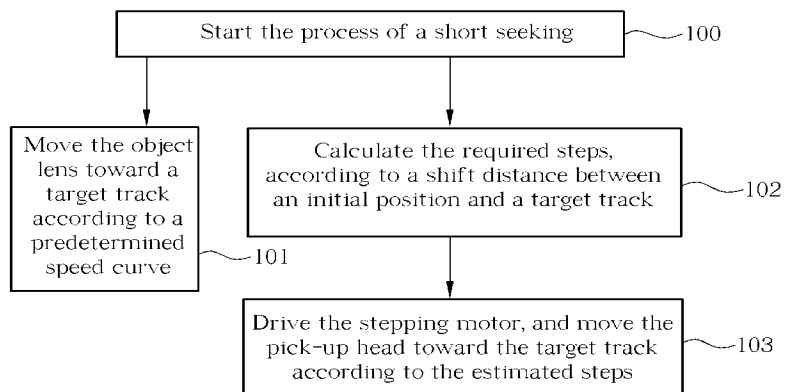 Start the process of a short seeking
100
Move the object
lens toward a
target track
according to a
predetermined
speed curve
101
Calculate the required steps,
according to a shift distance between
an initial position and a target track
102
Drive the stepping motor, and move the
pick-up head toward the target track
according to the estimated steps
103